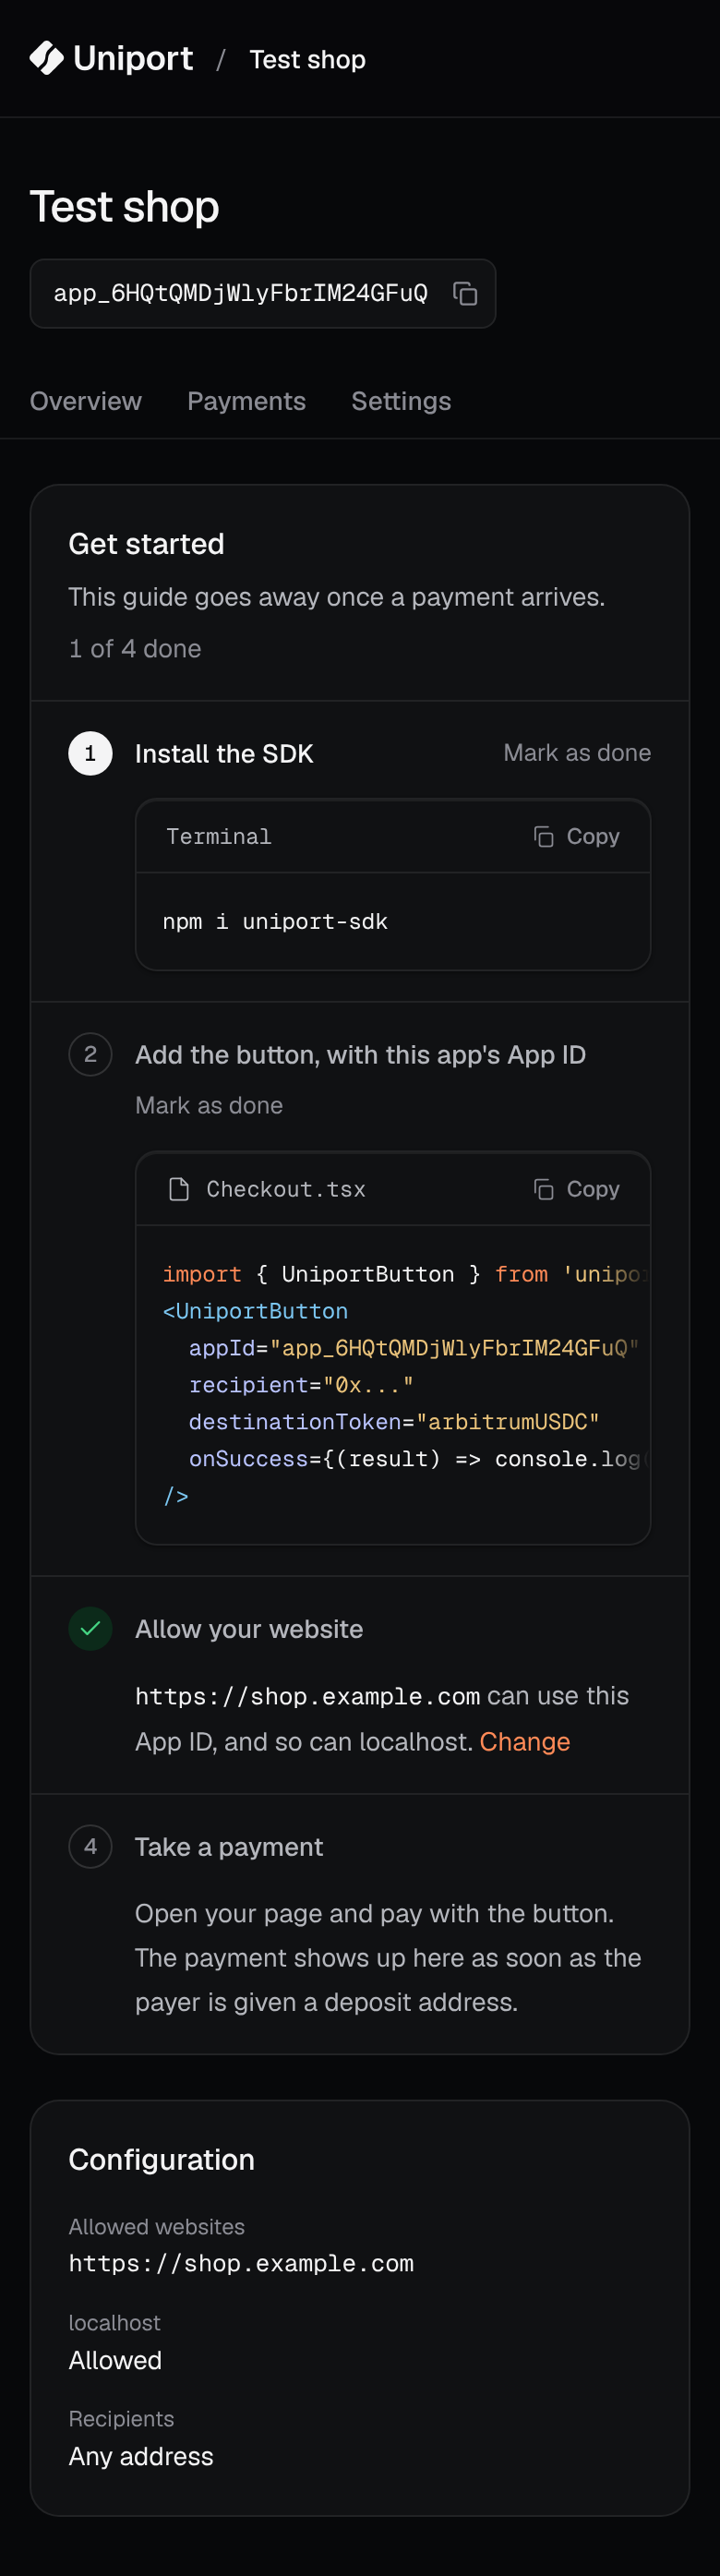 Uniport / Test shop
Test shop
app_6HQtQMDjWlyFbrIM24GFuQ
Overview Payments Settings
Get started
This guide goes away once a payment arrives.
1 of 4 done
1 Install the SDK Mark as done
Terminal Copy
npm i uniport-sdk
2 Add the button, with this app's App ID
Mark as done
Checkout.tsx Copy
import { UniportButton } from 'unipo
<UniportButton
appId="app_6HQtQMDjWlyFbrIM24GFuQ"
recipient="0x..."
destinationToken="arbitrumUSDC"
onSuccess={(result) => console.log(
/>
Allow your website
https://shop.example.com can use this
App ID, and so can localhost. Change
4 Take a payment
Open your page and pay with the button.
The payment shows up here as soon as the
payer is given a deposit address.
Configuration
Allowed websites
https://shop.example.com
localhost
Allowed
Recipients
Any address